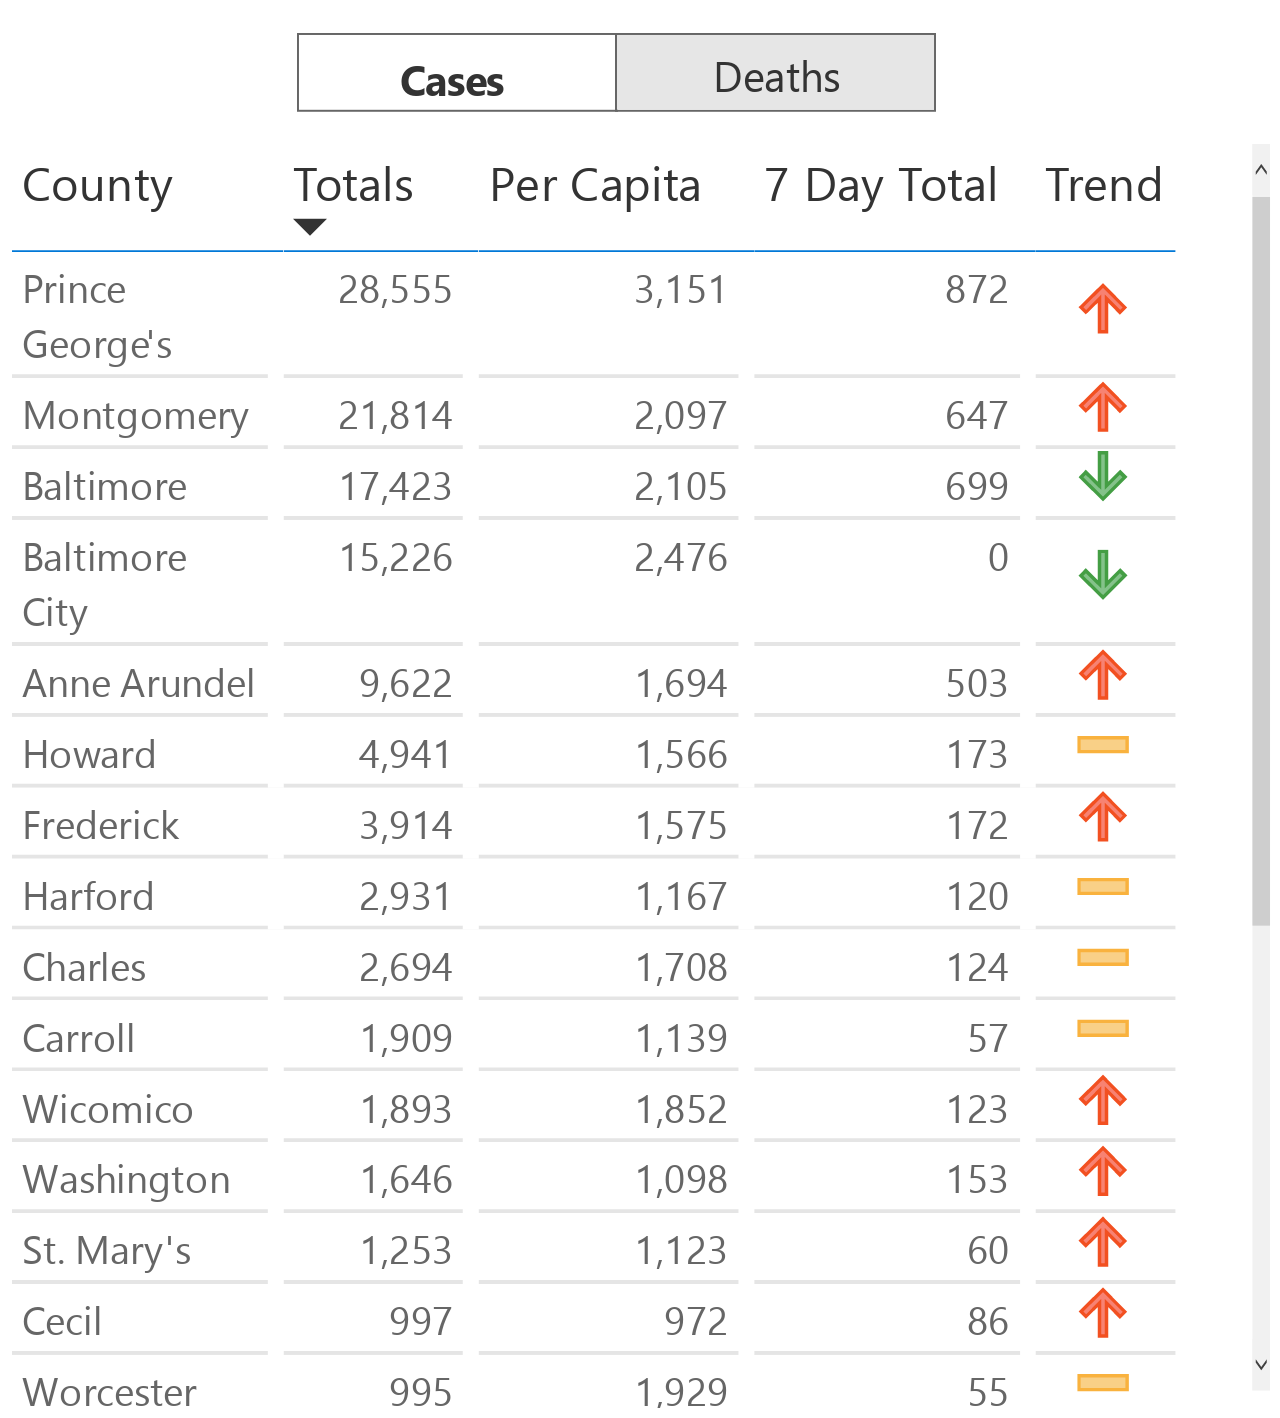 Cases Deaths
County Totals Per Capita 7 Day Total Trend
Prince 28,555 3,151 872
George's
Montgomery 21,814 2,097 647
Baltimore 17,423 2,105 699
Baltimore 15,226 2,476 0
City
Anne Arundel 9,622 1,694 503
Howard 4,941 1,566 173
Frederick 3,914 1,575 172
Harford 2,931 1,167 120
Charles 2,694 1,708 124
Carroll 1,909 1,139 57
Wicomico 1,893 1,852 123
Washington 1,646 1,098 153
St. Mary's 1,253 1,123 60
Cecil 997 972 86
Worcester 995 1,929 55